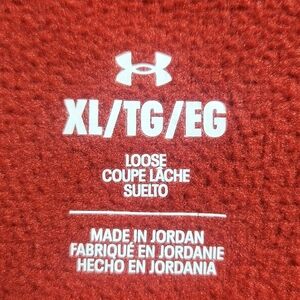 XL/TG/EG
LOOSE
COUPE LÂCHE
SUELTO
MADE IN JORDAN
FABRIQUÉ EN JORDANIE
HECHO EN JORDANIA